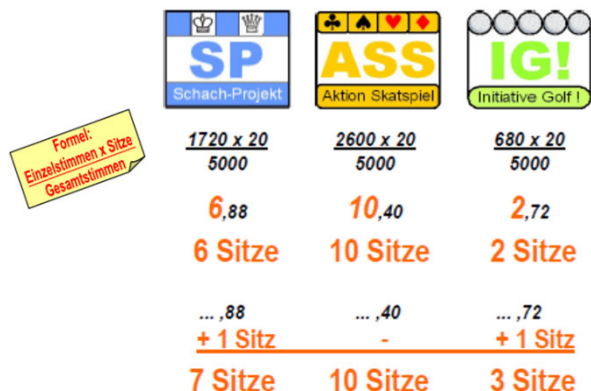 SP
Schach-Projekt
ASS
Aktion Skatspiel
IG!
Initiative Golf !
Formel:
Einzelstimmen x Sitze
Gesamtstimmen
1720 x 20 2600 x 20 680 x 20
5000 5000 5000
6,88 10,40 2,72
6 Sitze 10 Sitze 2 Sitze
... ,88 ... ,40 ... ,72
+ 1 Sitz - + 1 Sitz
7 Sitze 10 Sitze 3 Sitze